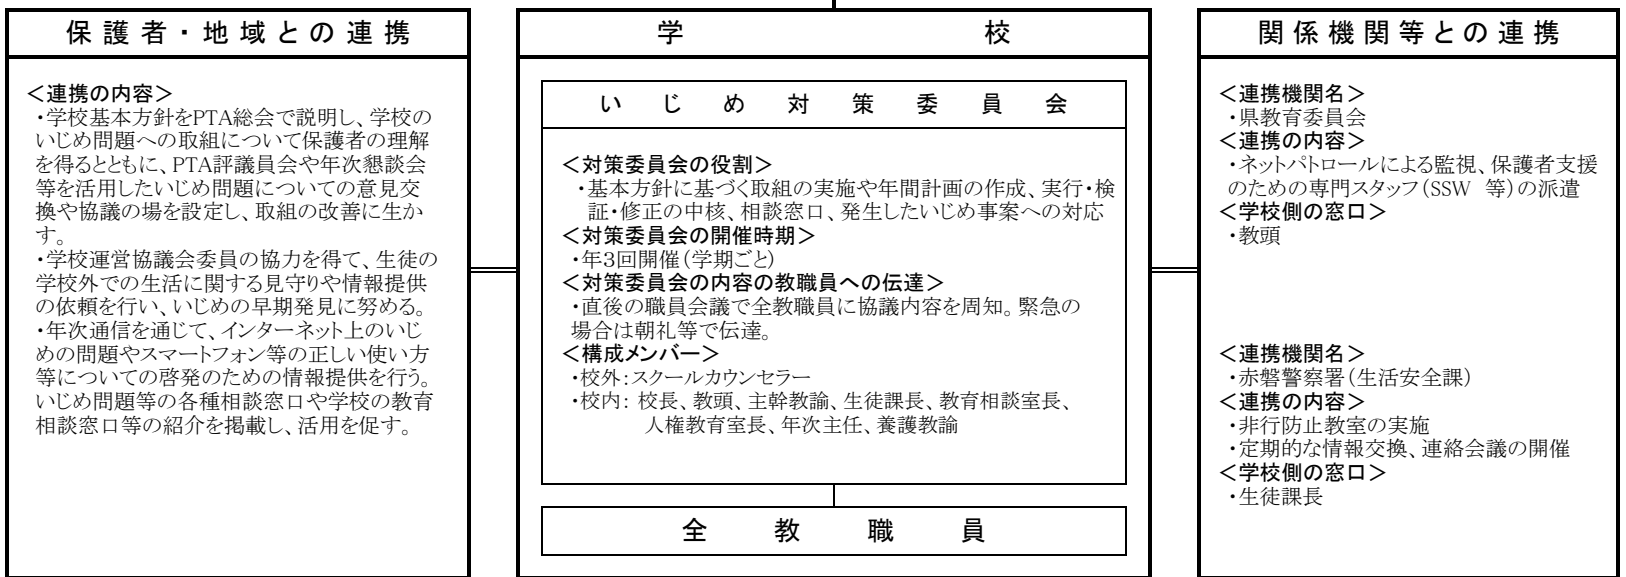 保護者・地域との連携
＜連携の内容＞
・学校基本方針をPTA総会で説明し、学校の
いじめ問題への取組について保護者の理解
を得るとともに、PTA評議員会や年次懇談会
等を活用したいじめ問題についての意見交
換や協議の場を設定し、取組の改善に生か
す。
・学校運営協議会委員の協力を得て、生徒の
学校外での生活に関する見守りや情報提供
の依頼を行い、いじめの早期発見に努める。
・年次通信を通じて、インターネット上のいじ
めの問題やスマートフォン等の正しい使い方
等についての啓発のための情報提供を行う。
いじめ問題等の各種相談窓口や学校の教育
相談窓口等の紹介を掲載し、活用を促す。
学校
いじめ対策委員会
＜対策委員会の役割＞
・基本方針に基づく取組の実施や年間計画の作成、実行・検
証・修正の中核、相談窓口、発生したいじめ事案への対応
＜対策委員会の開催時期＞
・年3回開催（学期ごと）
＜対策委員会の内容の教職員への伝達＞
・直後の職員会議で全教職員に協議内容を周知。緊急の
場合は朝礼等で伝達。
＜構成メンバー＞
・校外：スクールカウンセラー
・校内： 校長、教頭、主幹教諭、生徒課長、教育相談室長、
人権教育室長、年次主任、養護教諭
全教職員
関係機関等との連携
＜連携機関名＞
・県教育委員会
＜連携の内容＞
・ネットパトロールによる監視、保護者支援
のための専門スタッフ（SSW 等）の派遣
＜学校側の窓口＞
・教頭
＜連携機関名＞
・赤磐警察署（生活安全課）
＜連携の内容＞
・非行防止教室の実施
・定期的な情報交換、連絡会議の開催
＜学校側の窓口＞
・生徒課長